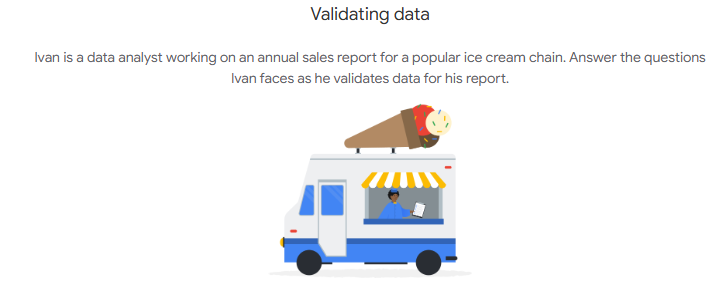 Validating data
Ivan is a data analyst working on an annual sales report for a popular ice cream chain. Answer the questions
Ivan faces as he validates data for his report.